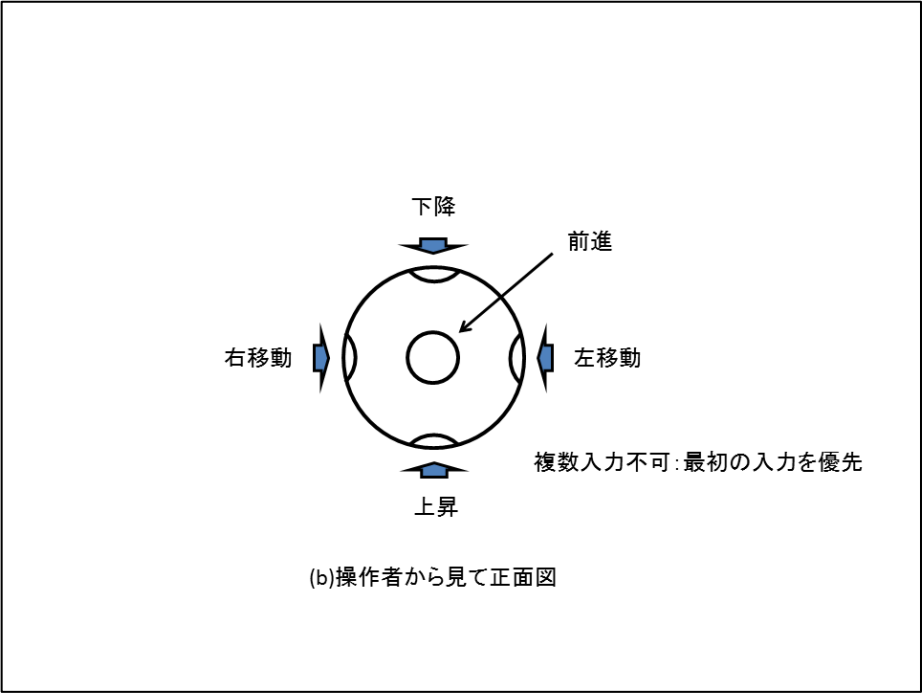 下降
前進
右移動
左移動
複数入力不可：最初の入力を優先
上昇
(b)操作者から見て正面図